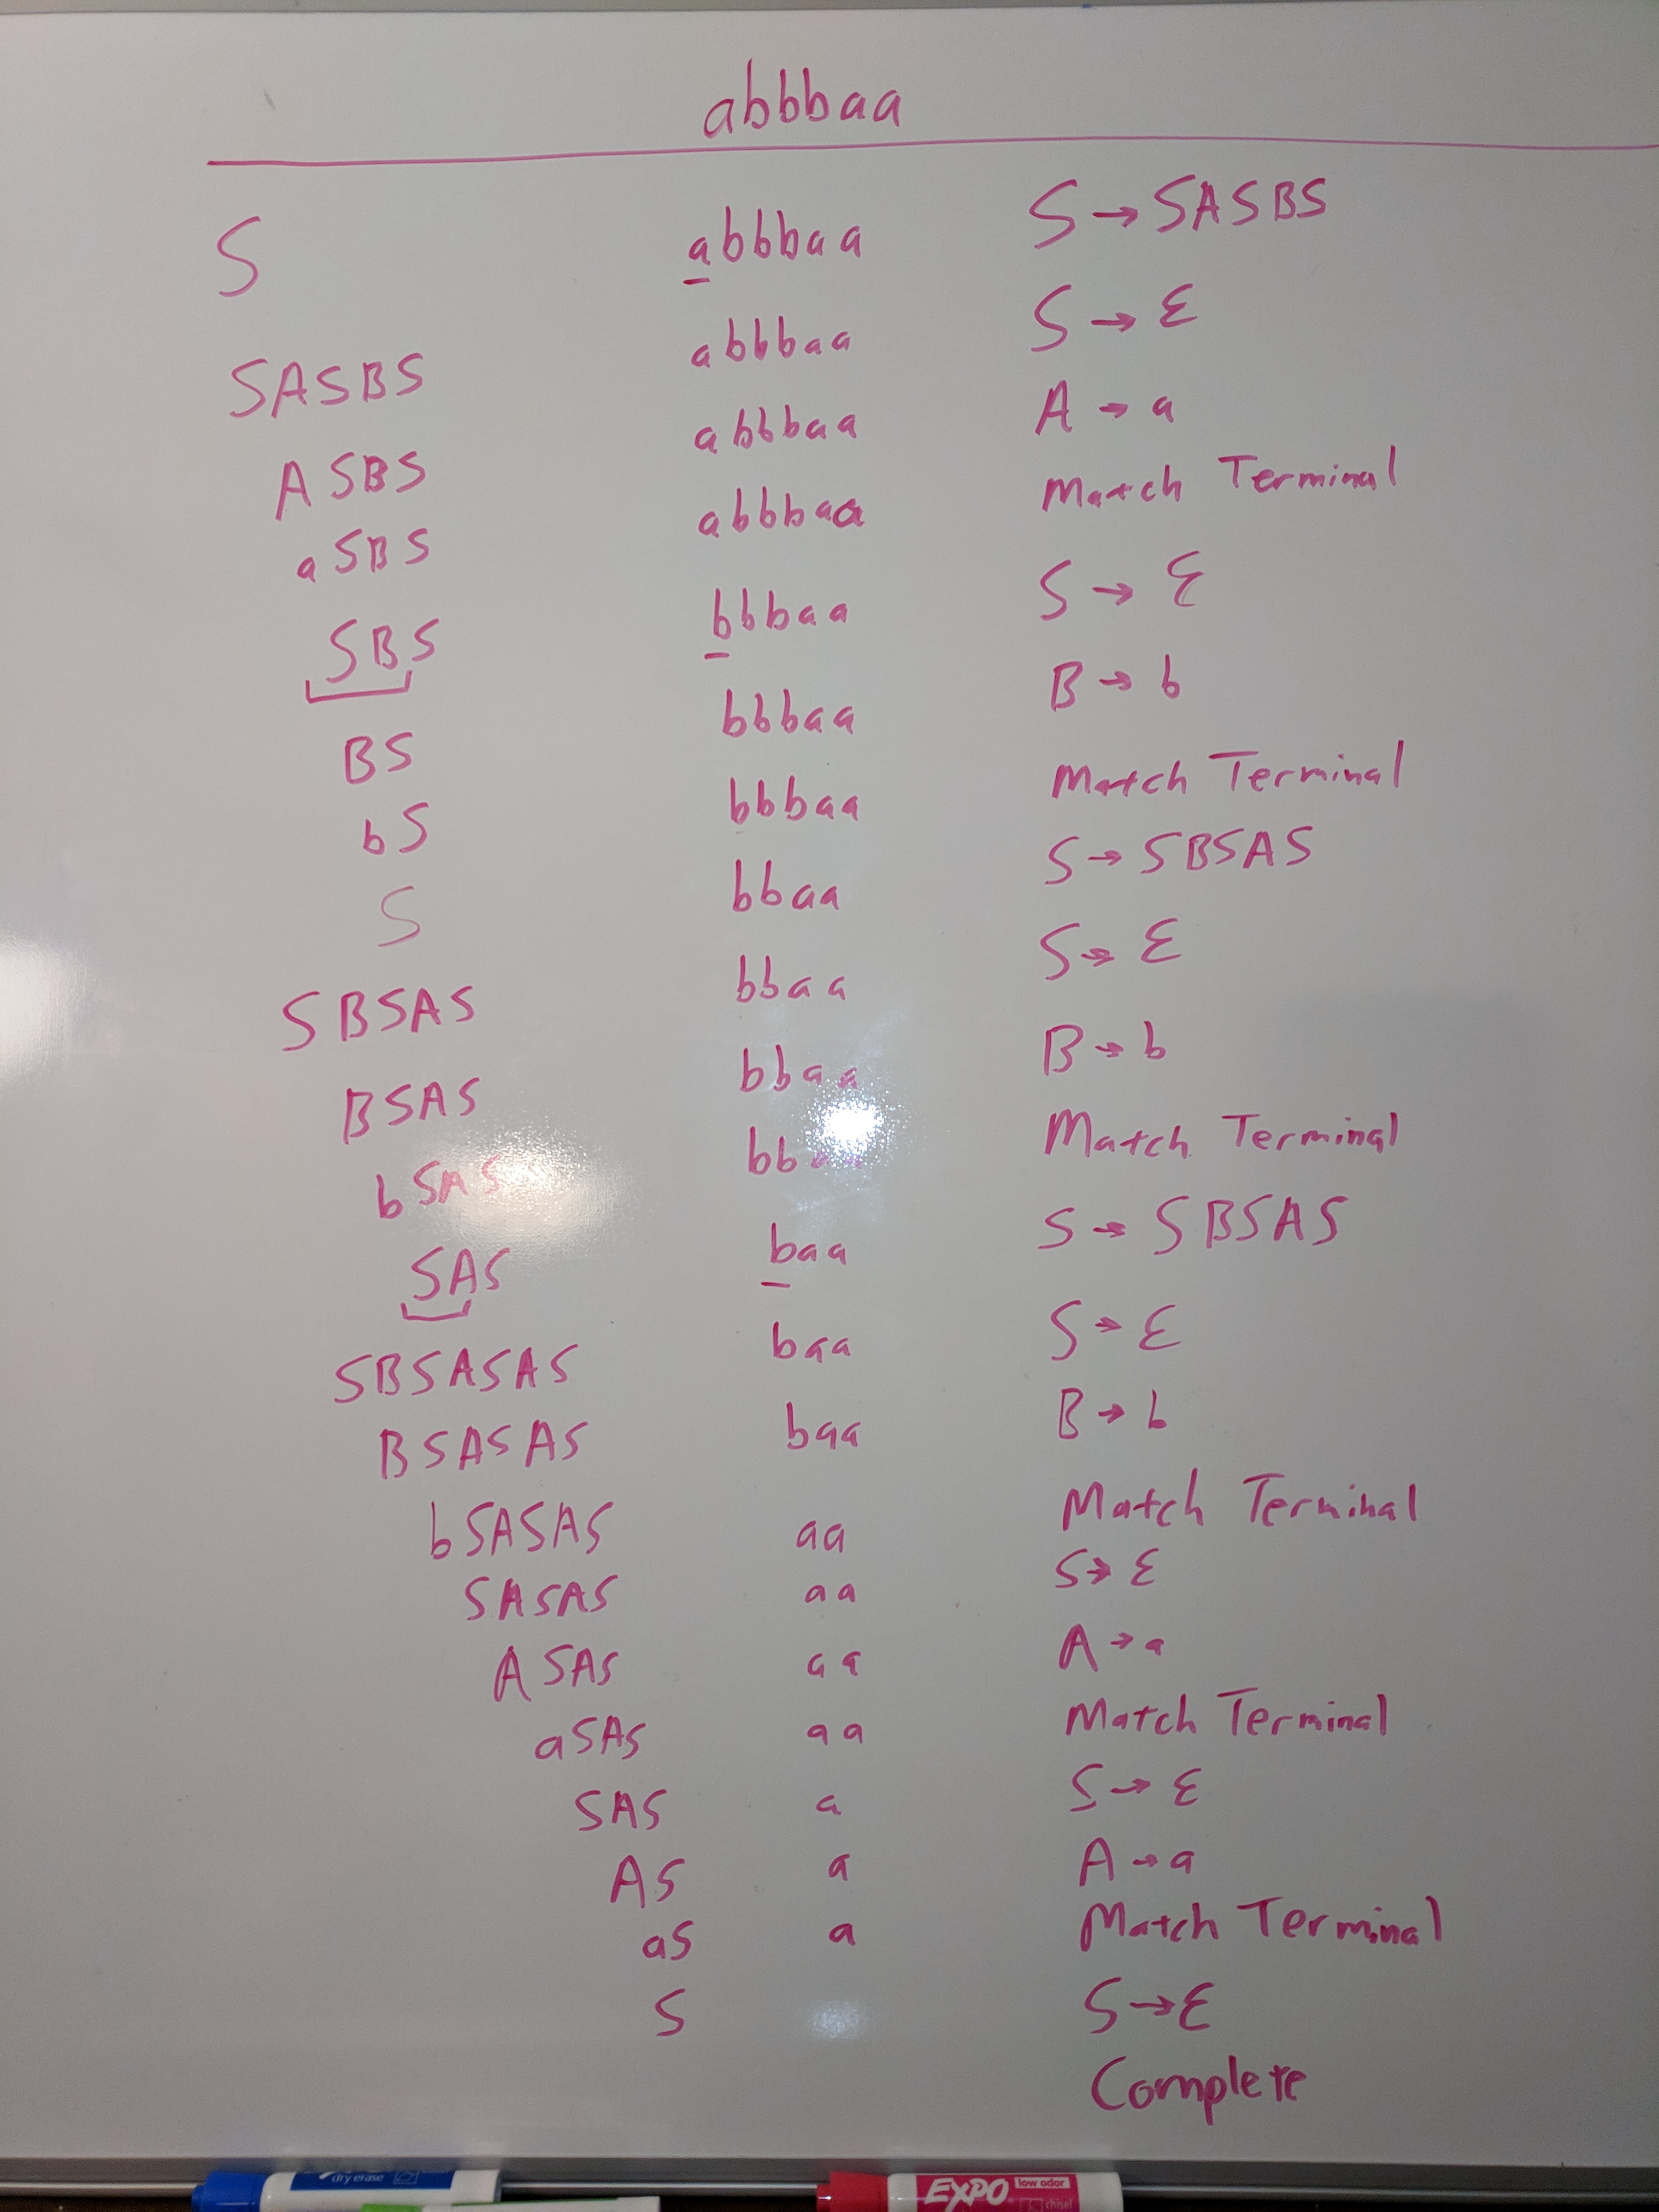 abbbaa
S abbbaa S → SASBS
SASBS abbbaa S → ε
ASBS abbbaa A → a
aSBS abbbaa Match Terminal
SBS bbbaa S → ε
BS bbbaa B → b
bS bbbaa Match Terminal
S bbaa S → SBSAS
SBSAS bbaa S → ε
BSAS bbaa B → b
bSAS bbaa Match Terminal
SAS baa S → SBSAS
SBSASAS baa S → ε
BSASAS baa B → b
bSASAS aa Match Terminal
SASAS aa S → ε
ASAS aa A → a
aSAS aa Match Terminal
SAS a S → ε
AS a A → a
aS a Match Terminal
S S → ε
Complete
dry erase
EXPO low odor
chisel